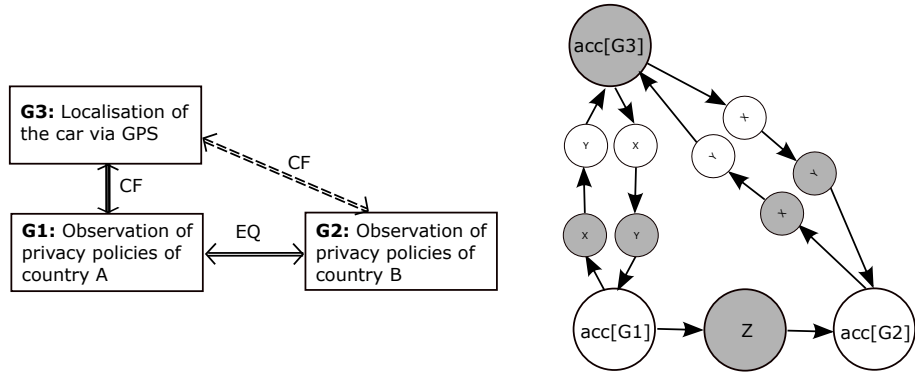 G3: Localisation of
the car via GPS
CF
CF
G1: Observation of
privacy policies of
country A
EQ
G2: Observation of
privacy policies of
country B
acc[G3]
Y
X
X
Y
X
Y
Y
X
acc[G1]
Z
acc[G2]